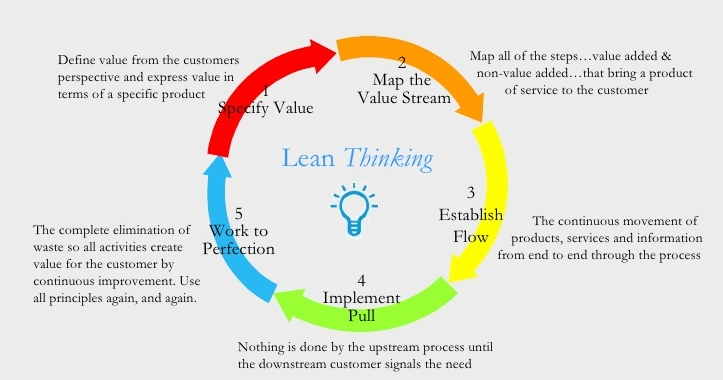 Define value from the customers
perspective and express value in
terms of a specific product
1
Specify Value
2
Map the
Value Stream
Map all of the steps…value added &
non-value added…that bring a product
of service to the customer
Lean Thinking
3
Establish
Flow
The continuous movement of
products, services and information
from end to end through the process
4
Implement
Pull
Nothing is done by the upstream process until
the downstream customer signals the need
5
Work to
Perfection
The complete elimination of
waste so all activities create
value for the customer by
continuous improvement. Use
all principles again, and again.